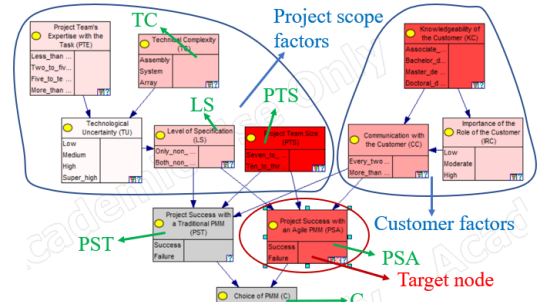 TC
Project scope
factors
Project Team's
Expertise with the
Task (PTE)
Less_than_...
Two_to_fiv...
Five_to_te...
More_than_...
Technical Complexity
(TC)
Assembly
System
Array
Knowledgeability of
the Customer (KC)
Associate_...
Bachelor_d...
Master_de...
Doctoral_d...
LS
PTS
Technological
Uncertainty (TU)
Low
Medium
High
Super_high
Level of Specification
(LS)
Only_non_...
Both_non_...
Project Team Size
(PTS)
Seven_to_
Communication with
the Customer (CC)
Every_two...
More_than...
Importance of the
Role of the Customer
(IRC)
Low
Moderate
High
Project Success with
a Traditional PMM
(PST)
Success
Failure
Project Success with
an Agile PMM (PSA)
Success
Failure
Customer factors
PST
PSA
Target node
Choice of PMM (C)
C